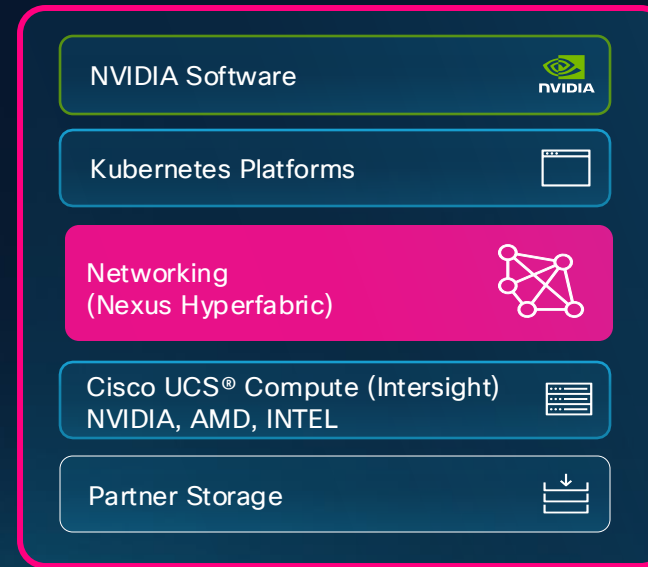 NVIDIA Software
NVIDIA
Kubernetes Platforms
Networking
(Nexus Hyperfabric)
Cisco UCS® Compute (Intersight)
NVIDIA, AMD, INTEL
Partner Storage